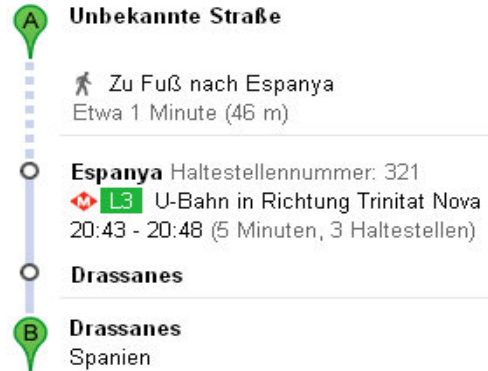 A Unbekannte Straße
Zu Fuß nach Espanya
Etwa 1 Minute (46 m)
Espanya Haltestellennummer: 321
M L3 U-Bahn in Richtung Trinitat Nova
20:43 - 20:48 (5 Minuten, 3 Haltestellen)
Drassanes
B Drassanes
Spanien